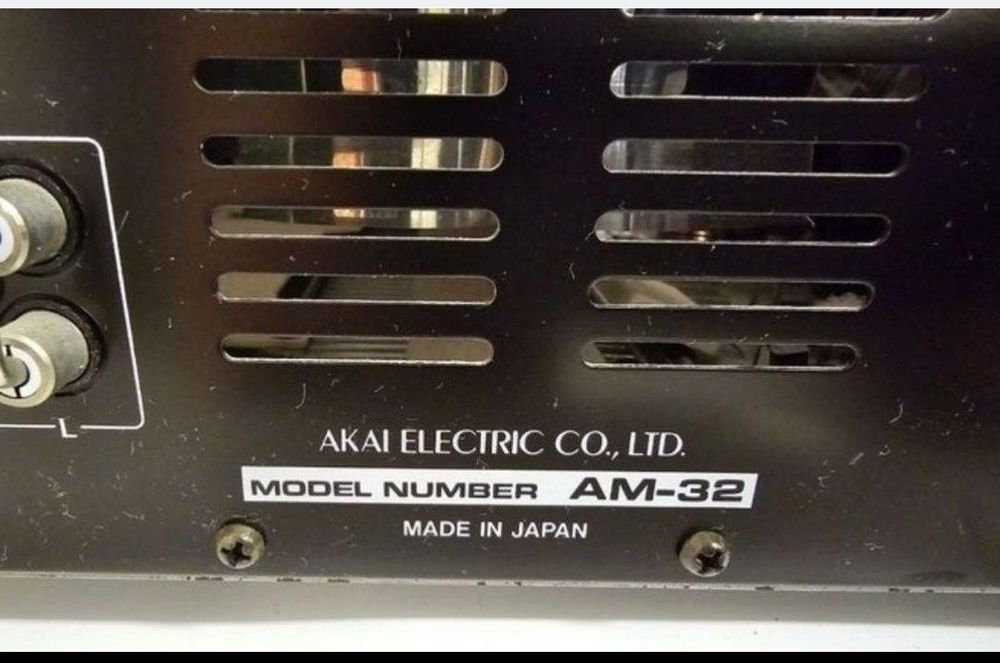 AKAI ELECTRIC CO., LTD.
MODEL NUMBER AM-32
MADE IN JAPAN
L